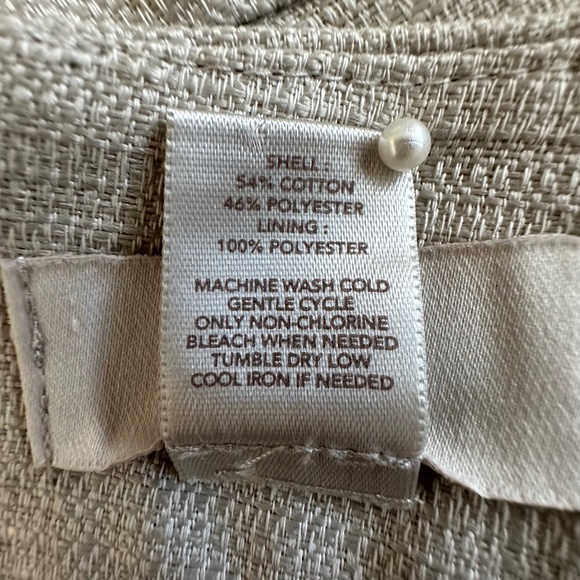 SHELL :
54% COTTON
46% POLYESTER
LINING :
100% POLYESTER
MACHINE WASH COLD
GENTLE CYCLE
ONLY NON-CHLORINE
BLEACH WHEN NEEDED
TUMBLE DRY LOW
COOL IRON IF NEEDED